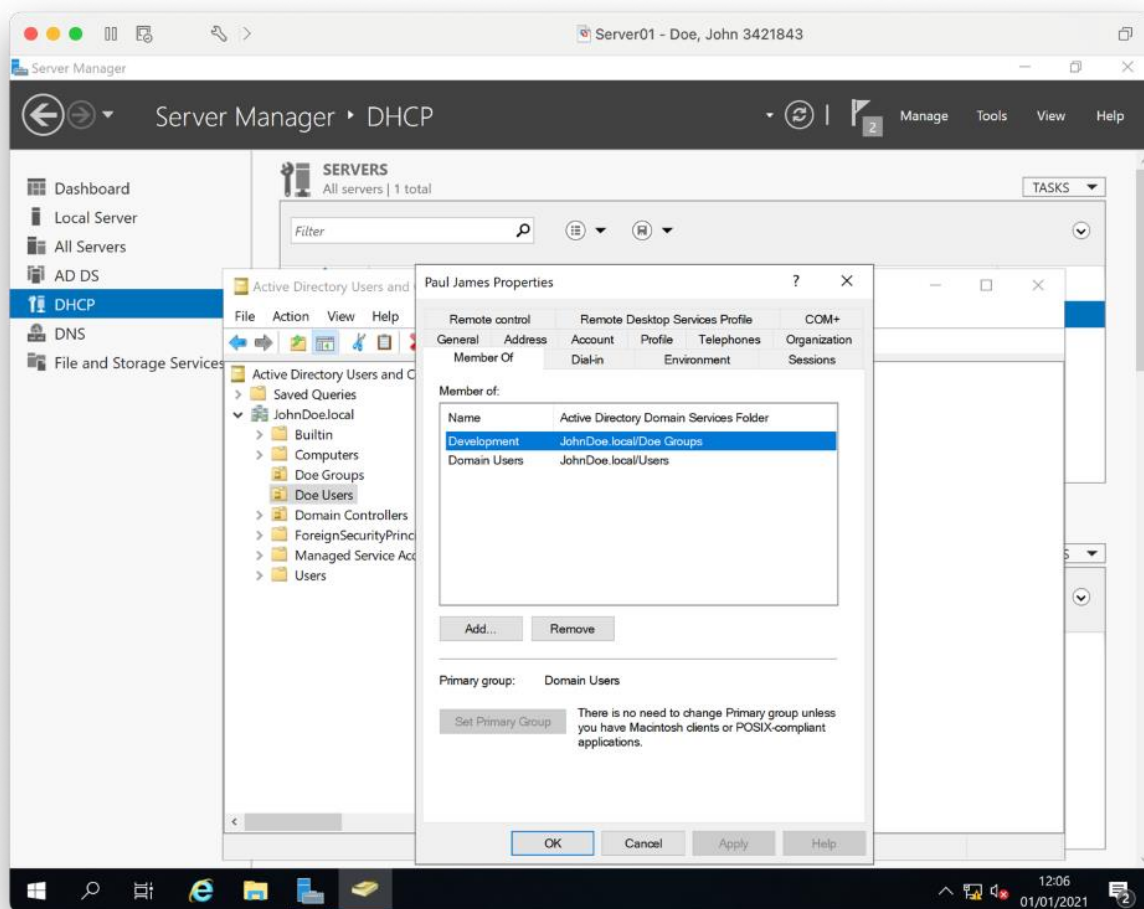 Server01 - Doe, John 3421843
Server Manager
Server Manager ‣ DHCP
2
Manage Tools View Help
Dashboard
Local Server
All Servers
AD DS
DHCP
DNS
File and Storage Services
SERVERS
All servers | 1 total
TASKS
Filter
Active Directory Users and
File Action View Help
Active Directory Users and C
Saved Queries
JohnDoe.local
Builtin
Computers
Doe Groups
Doe Users
Domain Controllers
ForeignSecurityPrinc
Managed Service Acc
Users
Paul James Properties
?
Remote control Remote Desktop Services Profile COM+
General Address Account Profile Telephones Organization
Member Of Dial-in Environment Sessions
Member of:
Name Active Directory Domain Services Folder
Development JohnDoe.local/Doe Groups
Domain Users JohnDoe.local/Users
Add... Remove
Primary group: Domain Users
Set Primary Group
There is no need to change Primary group unless
you have Macintosh clients or POSIX-compliant
applications.
OK Cancel Apply Help
S
12:06
01/01/2021
2